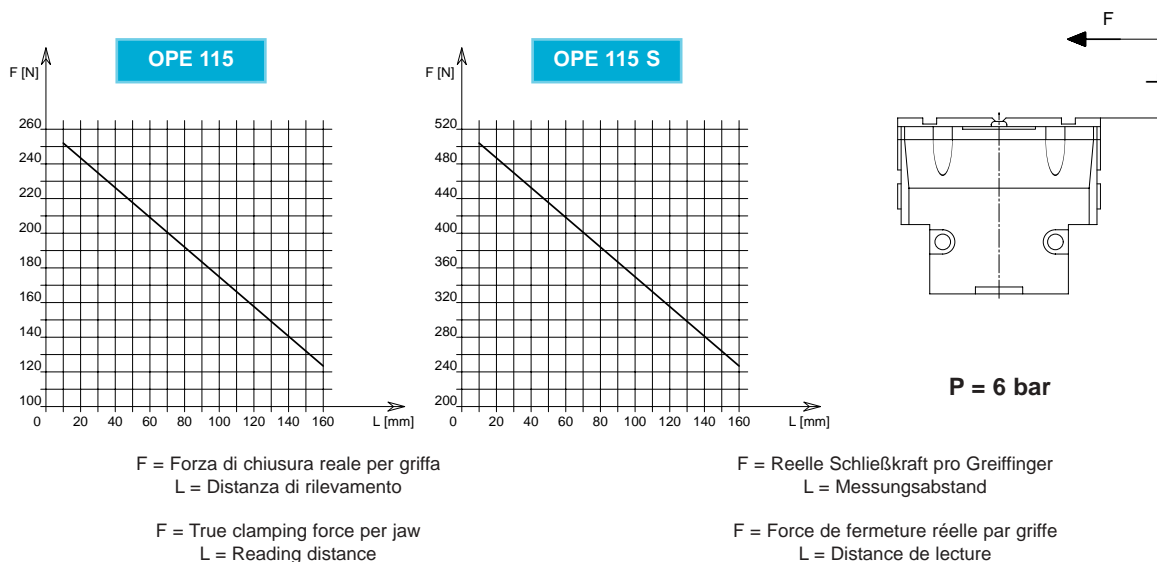 OPE 115
F [N]
260
240
220
200
180
160
140
120
100
0 20 40 60 80 100 120 140 160 L [mm]
OPE 115 S
F [N]
520
480
440
400
360
320
280
240
200
0 20 40 60 80 100 120 140 160 L [mm]
F
P = 6 bar
F = Forza di chiusura reale per griffa
L = Distanza di rilevamento
F = Reelle Schließkraft pro Greiffinger
L = Messungsabstand
F = True clamping force per jaw
L = Reading distance
F = Force de fermeture réelle par griffe
L = Distance de lecture